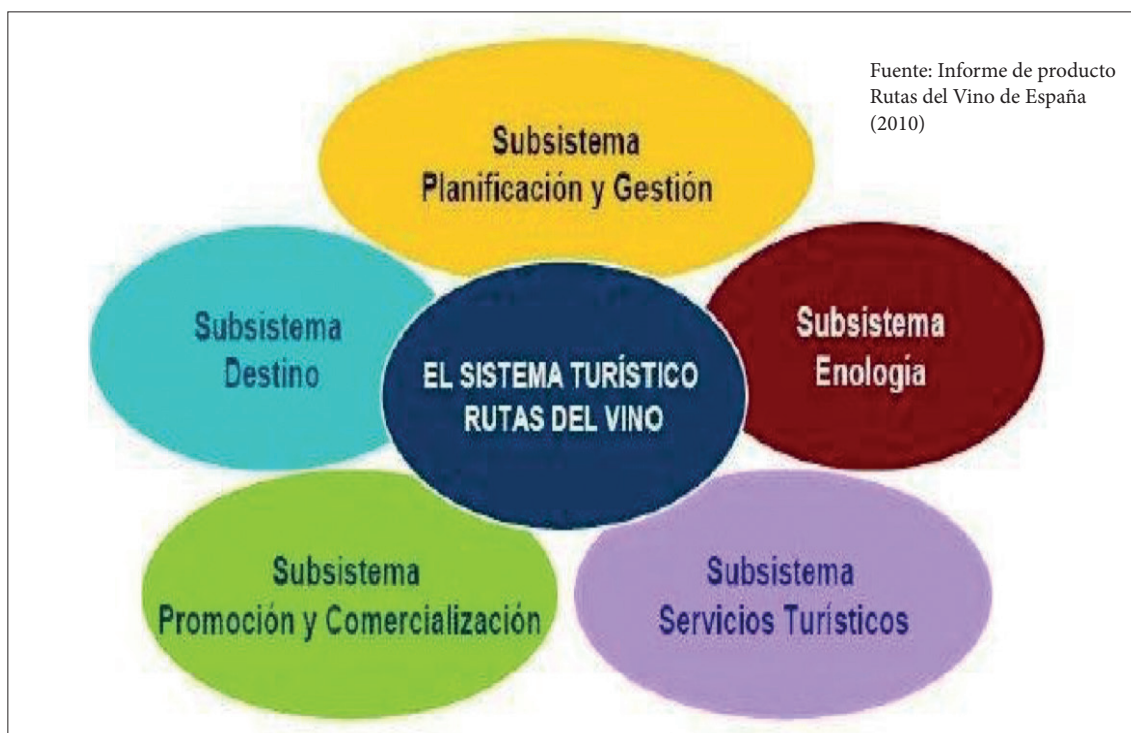 Fuente: Informe de producto
Rutas del Vino de España
(2010)
Subsistema
Planificación y Gestión
Subsistema
Destino
Subsistema
Enología
EL SISTEMA TURÍSTICO
RUTAS DEL VINO
Subsistema
Promoción y Comercialización
Subsistema
Servicios Turísticos